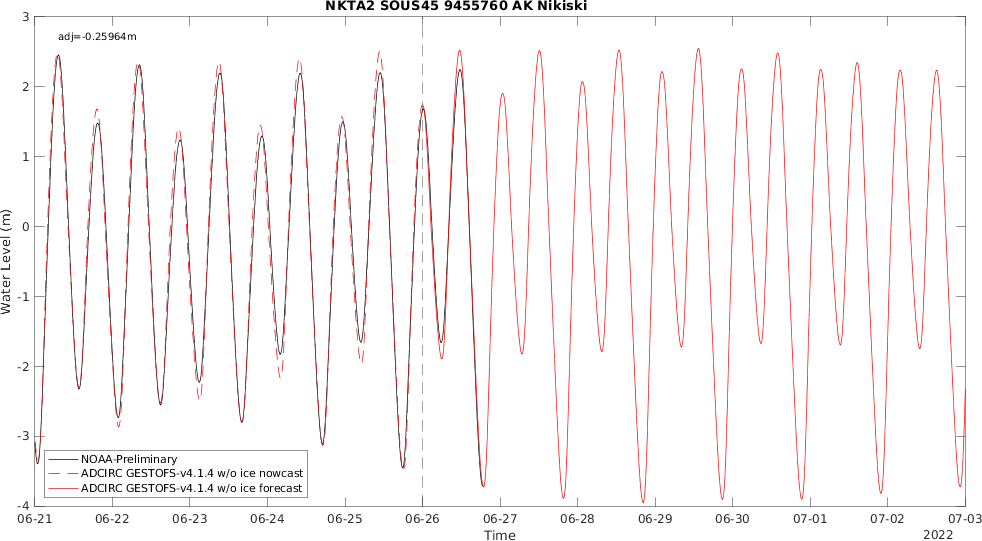 NKTA2 SOUS45 9455760 AK Nikiski
adj=-0.25964m
3
2
1
0
-1
-2
-3
-4
Water Level (m)
NOAA-Preliminary
ADCIRC GESTOFS-v4.1.4 w/o ice nowcast
ADCIRC GESTOFS-v4.1.4 w/o ice forecast
06-21 06-22 06-23 06-24 06-25 06-26 06-27 06-28 06-29 06-30 07-01 07-02 07-03
Time
2022